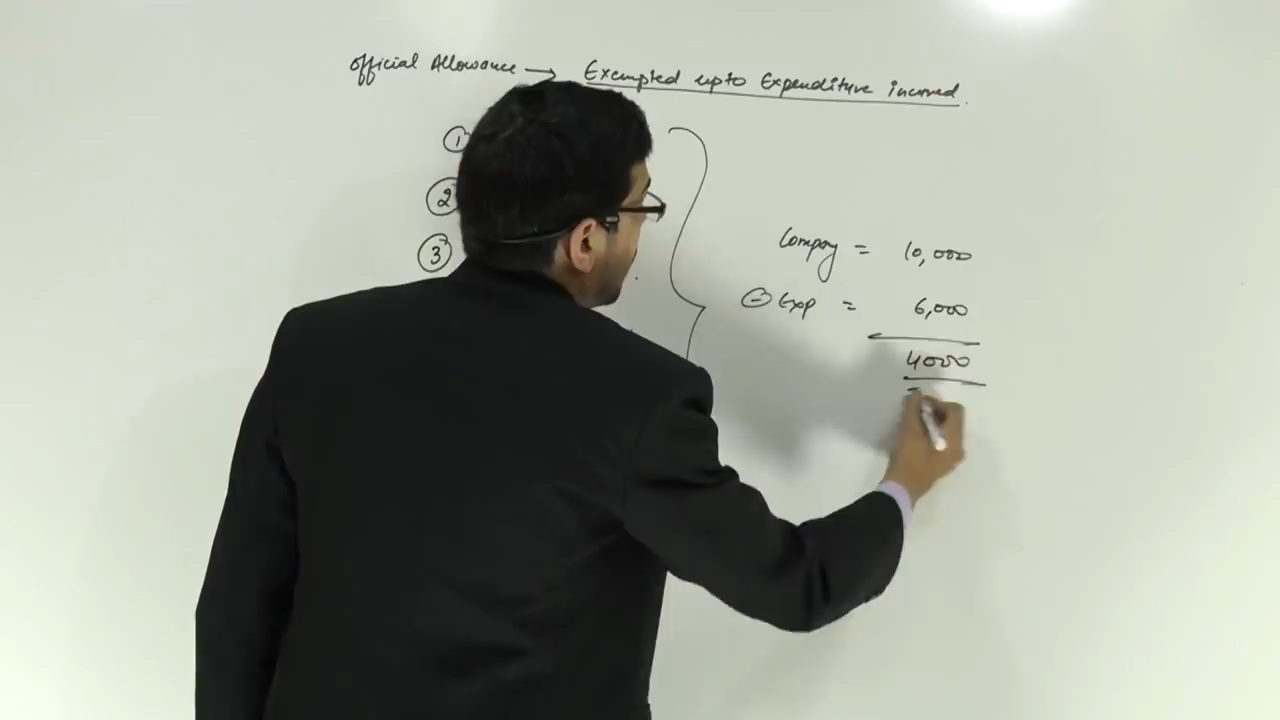 official Allowance → Exempted upto Expenditure incurred.
①
②
③
Company = 10,000
⊖ Exp = 6,000
4000